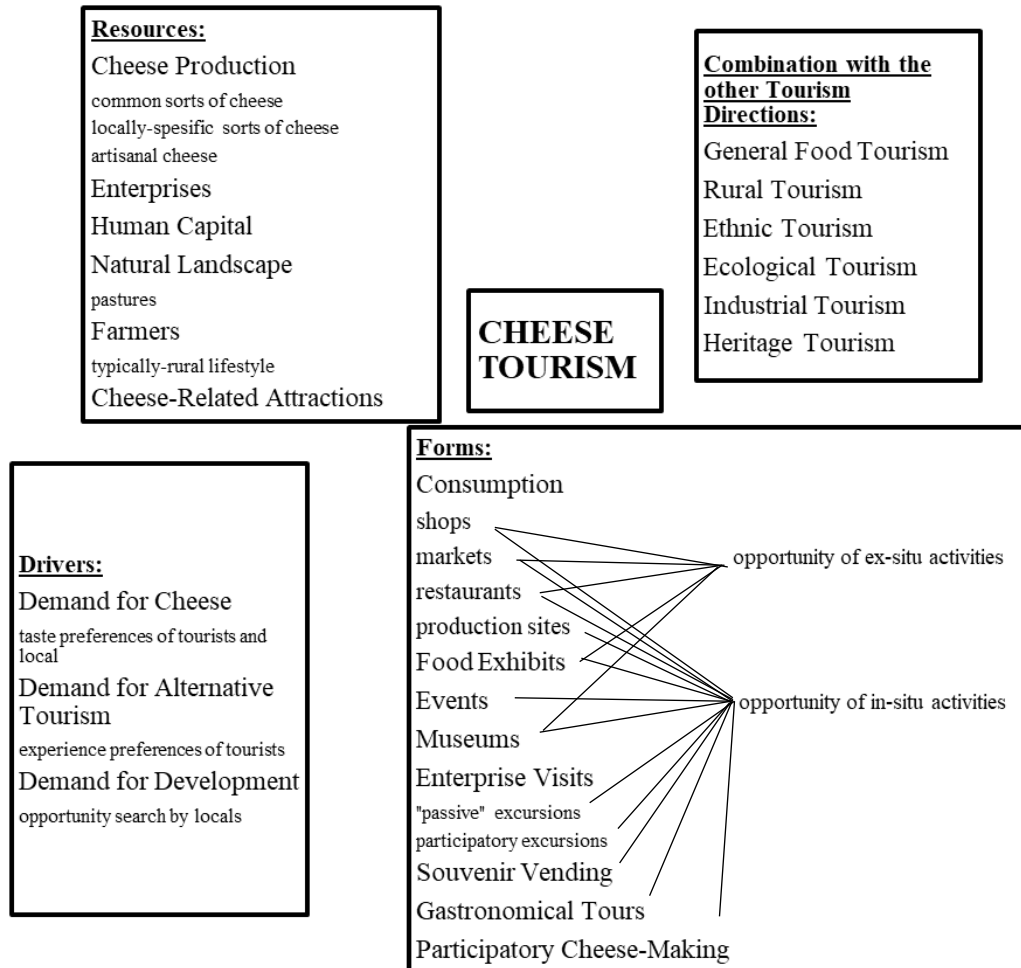 Resources:
Cheese Production
common sorts of cheese
locally-spesific sorts of cheese
artisanal cheese
Enterprises
Human Capital
Natural Landscape
pastures
Farmers
typically-rural lifestyle
Cheese-Related Attractions
Combination with the
other Tourism
Directions:
General Food Tourism
Rural Tourism
Ethnic Tourism
Ecological Tourism
Industrial Tourism
Heritage Tourism
CHEESE
TOURISM
Drivers:
Demand for Cheese
taste preferences of tourists and
local
Demand for Alternative
Tourism
experience preferences of tourists
Demand for Development
opportunity search by locals
Forms:
Consumption
shops
markets
restaurants
production sites
Food Exhibits
Events
Museums
Enterprise Visits
"passive" excursions
participatory excursions
Souvenir Vending
Gastronomical Tours
Participatory Cheese-Making
opportunity of ex-situ activities
opportunity of in-situ activities